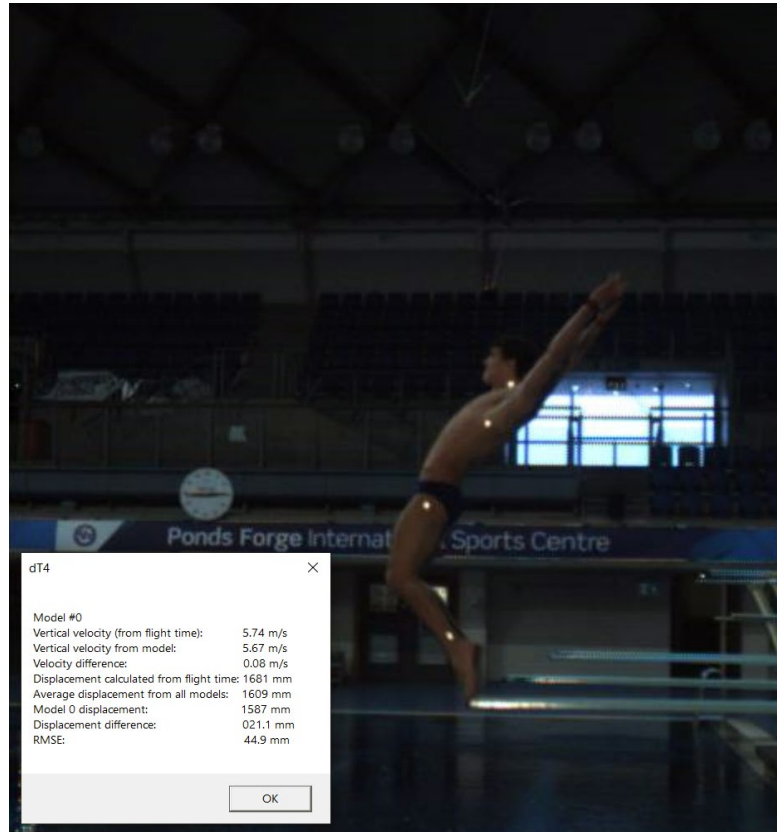 Ponds Forge International Sports Centre
dT4
Model #0
Vertical velocity (from flight time): 5.74 m/s
Vertical velocity from model: 5.67 m/s
Velocity difference: 0.08 m/s
Displacement calculated from flight time: 1681 mm
Average displacement from all models: 1609 mm
Model 0 displacement: 1587 mm
Displacement difference: 021.1 mm
RMSE: 44.9 mm
OK